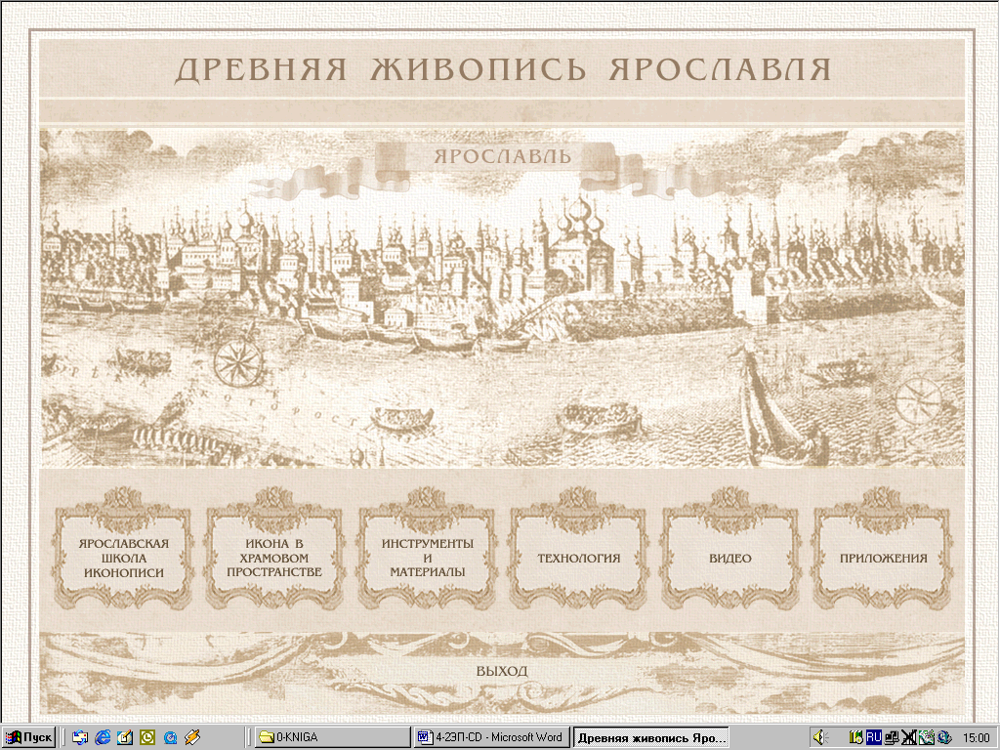 ДРЕВНЯЯ ЖИВОПИСЬ ЯРОСЛАВЛЯ
ЯРОСЛАВЛЬ
ЯРОСЛАВСКАЯ
ШКОЛА
ИКОНОПИСИ
ИКОНА В
ХРАМОВОМ
ПРОСТРАНСТВЕ
ИНСТРУМЕНТЫ
И
МАТЕРИАЛЫ
ТЕХНОЛОГИЯ
ВИДЕО
ПРИЛОЖЕНИЯ
ВЫХОД
Пуск
0-KNIGA
4-2ЭП-CD - Microsoft Word
Древняя живопись Яро...
RU
15:00